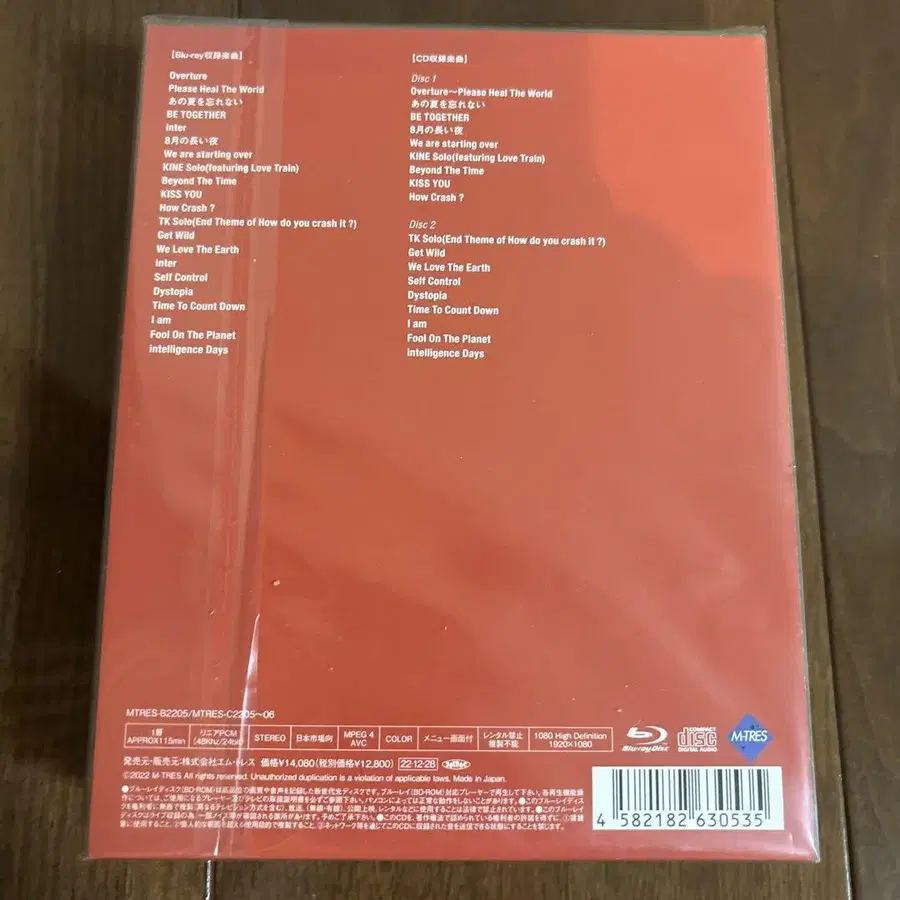 【Blu-ray収録楽曲】
Overture
Please Heal The World
あの夏を忘れない
BE TOGETHER
inter
8月の長い夜
We are starting over
KINE Solo(featuring Love Train)
Beyond The Time
KISS YOU
How Crash ?
TK Solo(End Theme of How do you crash it ?)
Get Wild
We Love The Earth
inter
Self Control
Dystopia
Time To Count Down
I am
Fool On The Planet
intelligence Days
【CD収録楽曲】
Disc 1
Overture〜Please Heal The World
あの夏を忘れない
BE TOGETHER
8月の長い夜
We are starting over
KINE Solo(featuring Love Train)
Beyond The Time
KISS YOU
How Crash ?
Disc 2
TK Solo(End Theme of How do you crash it ?)
Get Wild
We Love The Earth
Self Control
Dystopia
Time To Count Down
I am
Fool On The Planet
intelligence Days
MTRES-B2205/MTRES-C2205〜06
1層 APPROX115min
リニアPCM (48Khz/24bit)
STEREO
日本市場向
MPEG 4 AVC
COLOR
メニュー画面付
レンタル禁止 複製不能
1080 High Definition 1920×1080
Blu-ray Disc
COMPACT disc DIGITAL AUDIO
M-TRES
発売元・販売元:株式会社エム・トレス 価格¥14,080(税別価格¥12,800) 22-12-28
©2022 M-TRES All rights reserved. Unauthorized duplication is a violation of applicable laws. Made in Japan.
4 582182 630535